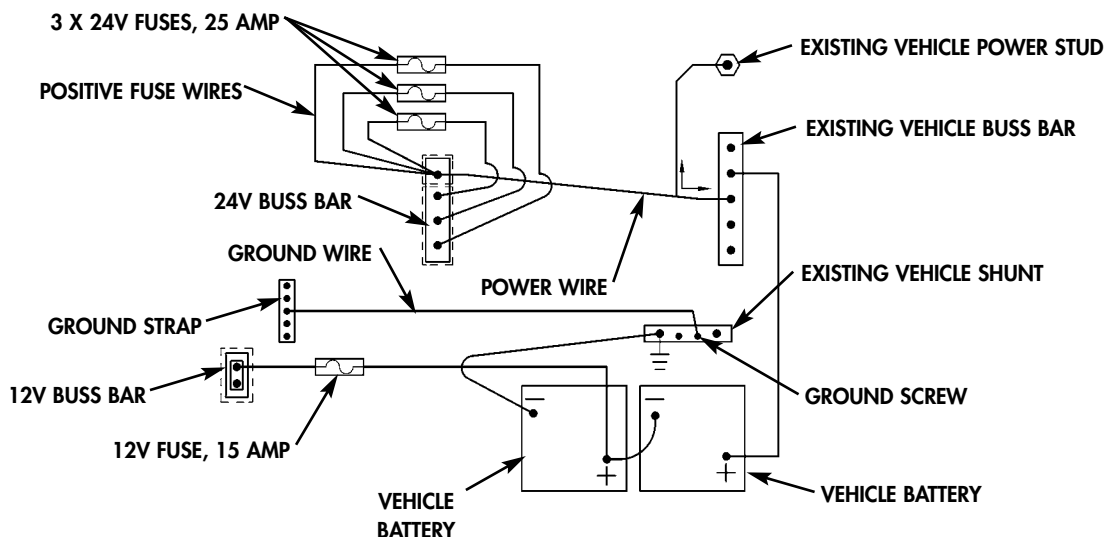 3 X 24V FUSES, 25 AMP
EXISTING VEHICLE POWER STUD
POSITIVE FUSE WIRES
EXISTING VEHICLE BUSS BAR
24V BUSS BAR
GROUND WIRE
POWER WIRE
EXISTING VEHICLE SHUNT
GROUND STRAP
12V BUSS BAR
GROUND SCREW
12V FUSE, 15 AMP
VEHICLE
BATTERY
VEHICLE BATTERY